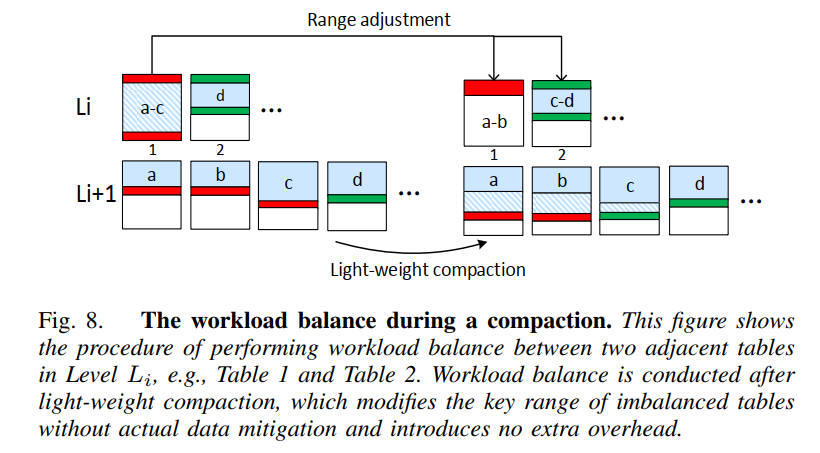 Range adjustment
Li
a-c
d
...
a-b
c-d
...
1
2
1
2
Li+1
a
b
c
d
...
a
b
c
d
...
Light-weight compaction
Fig. 8. The workload balance during a compaction. This figure shows
the procedure of performing workload balance between two adjacent tables
in Level Li, e.g., Table 1 and Table 2. Workload balance is conducted after
light-weight compaction, which modifies the key range of imbalanced tables
without actual data mitigation and introduces no extra overhead.